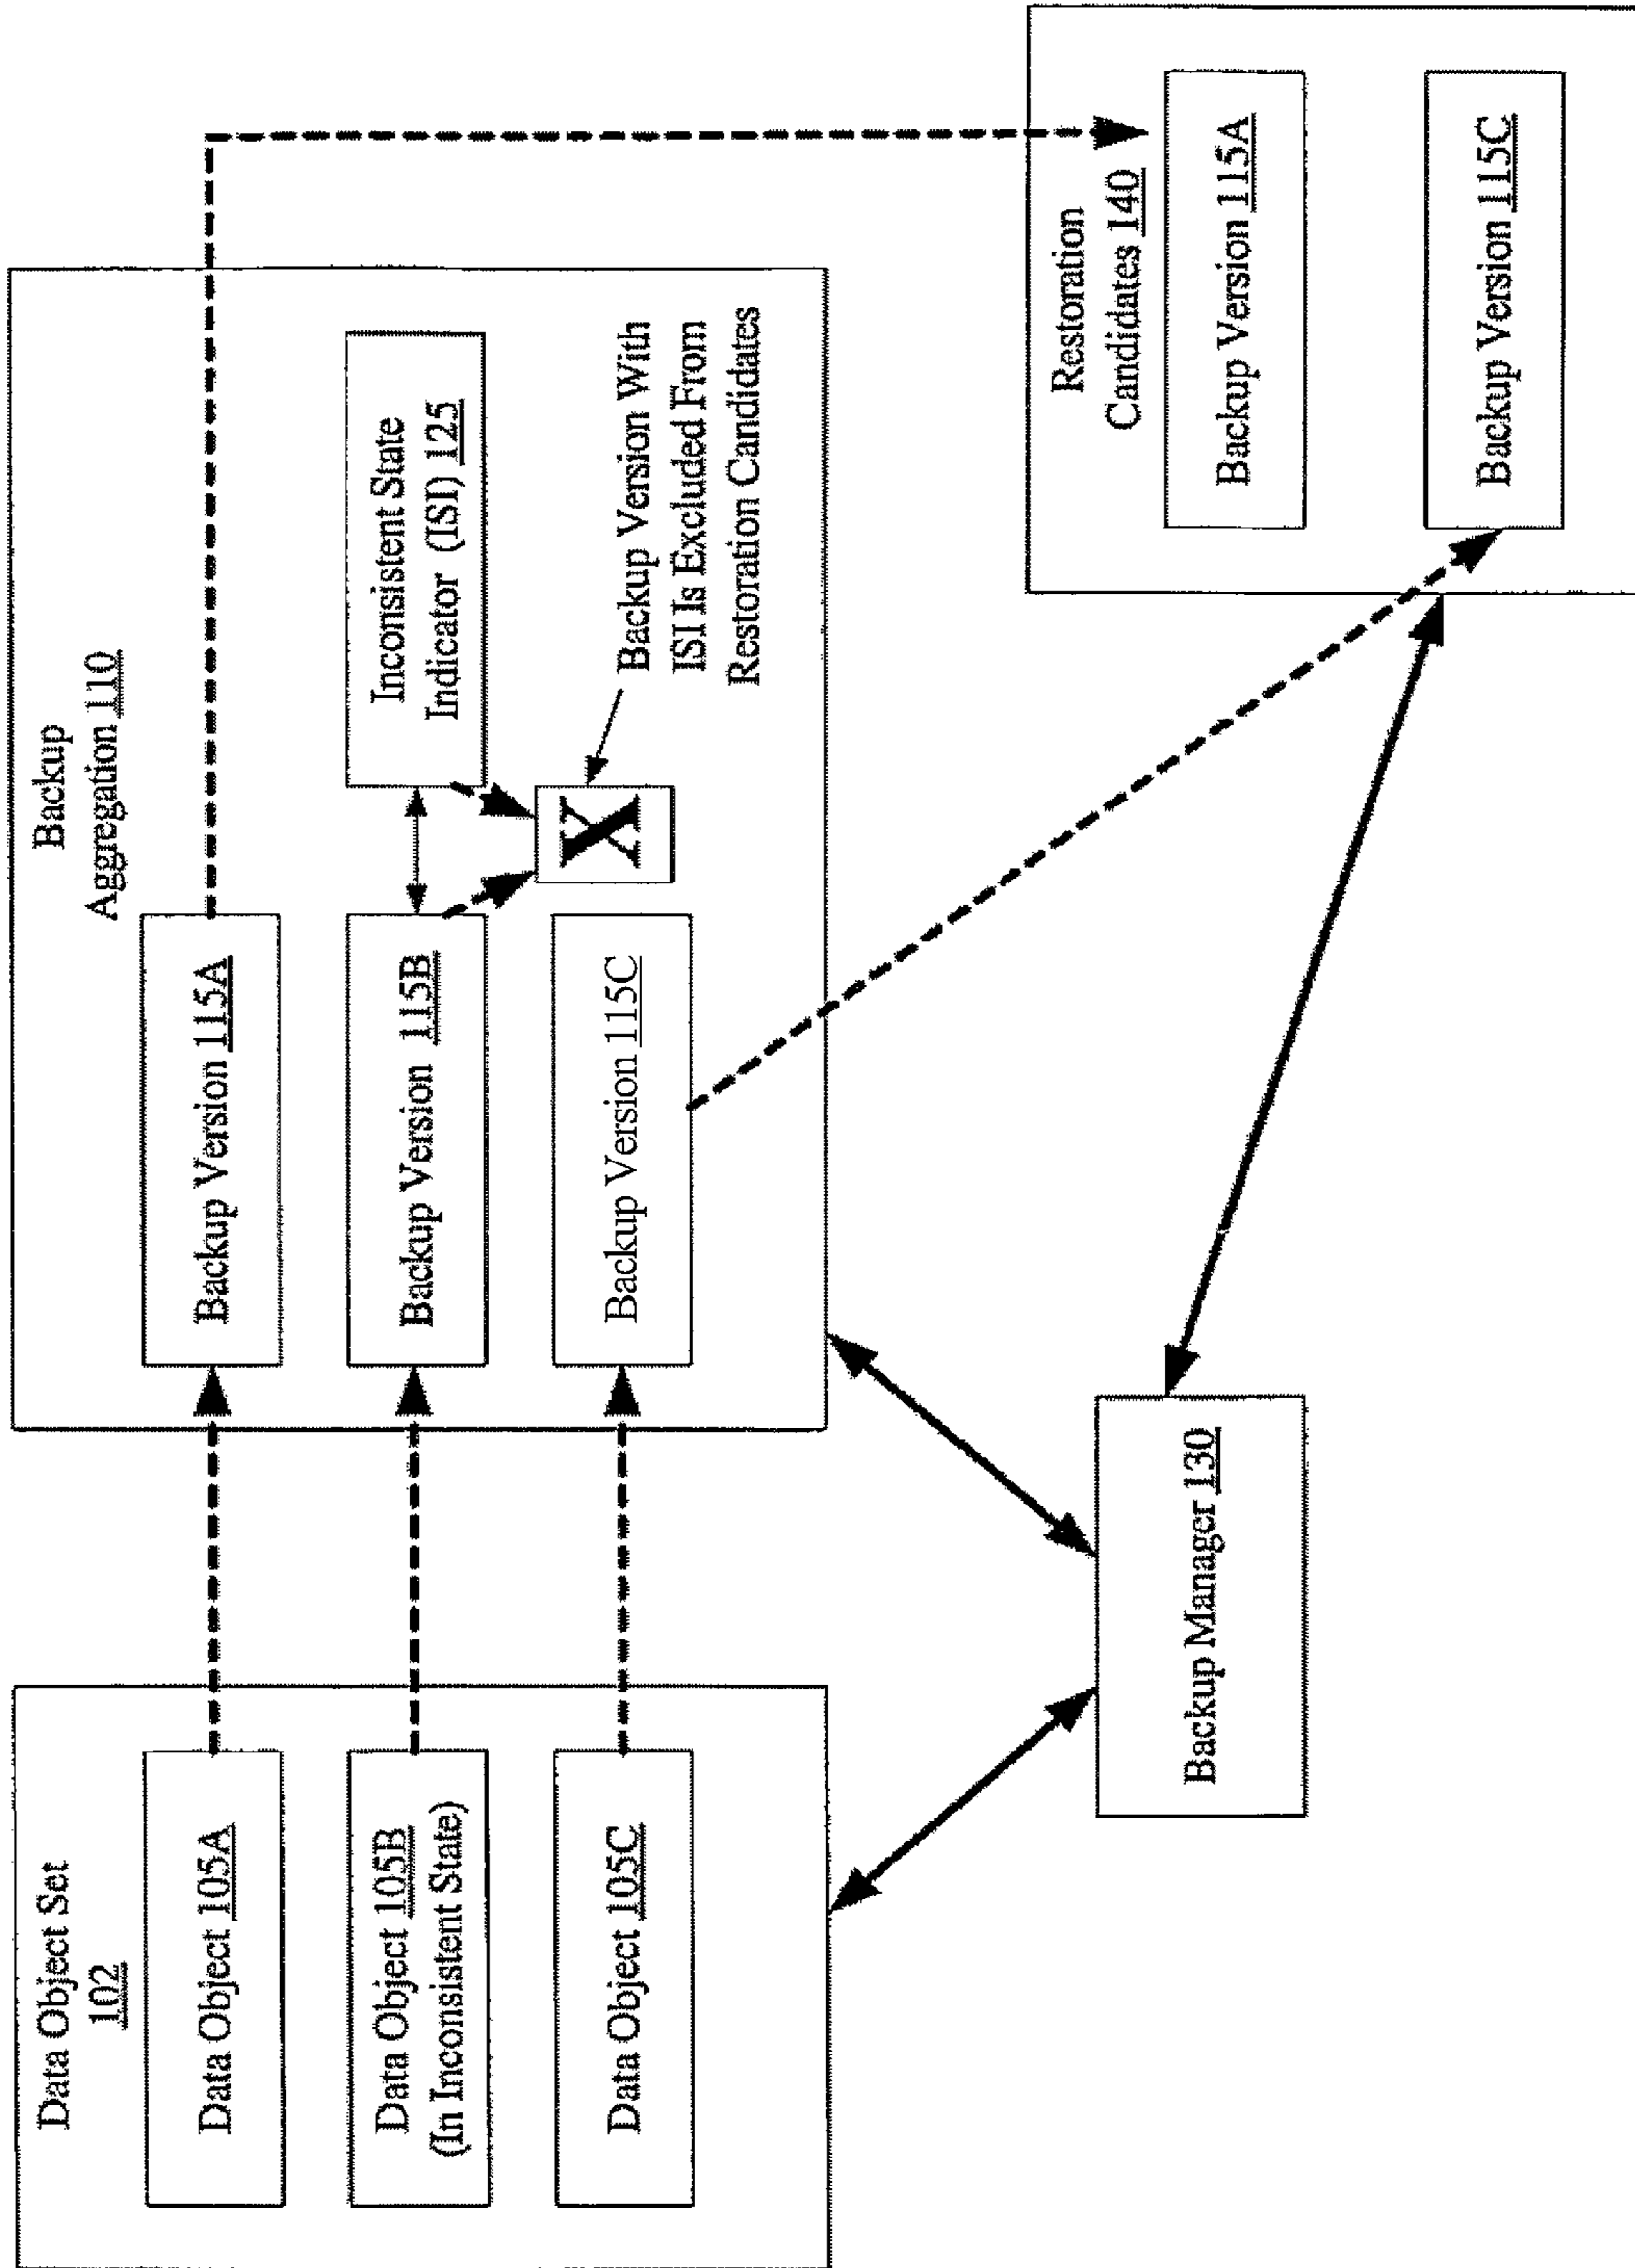 Data Object Set
102
Data Object 105A
Data Object 105B
(In Inconsistent State)
Data Object 105C
Backup
Aggregation 110
Backup Version 115A
Backup Version 115B
Inconsistent State
Indicator (ISI) 125
X
Backup Version With
ISI Is Excluded From
Restoration Candidates
Backup Version 115C
Backup Manager 130
Restoration
Candidates 140
Backup Version 115A
Backup Version 115C